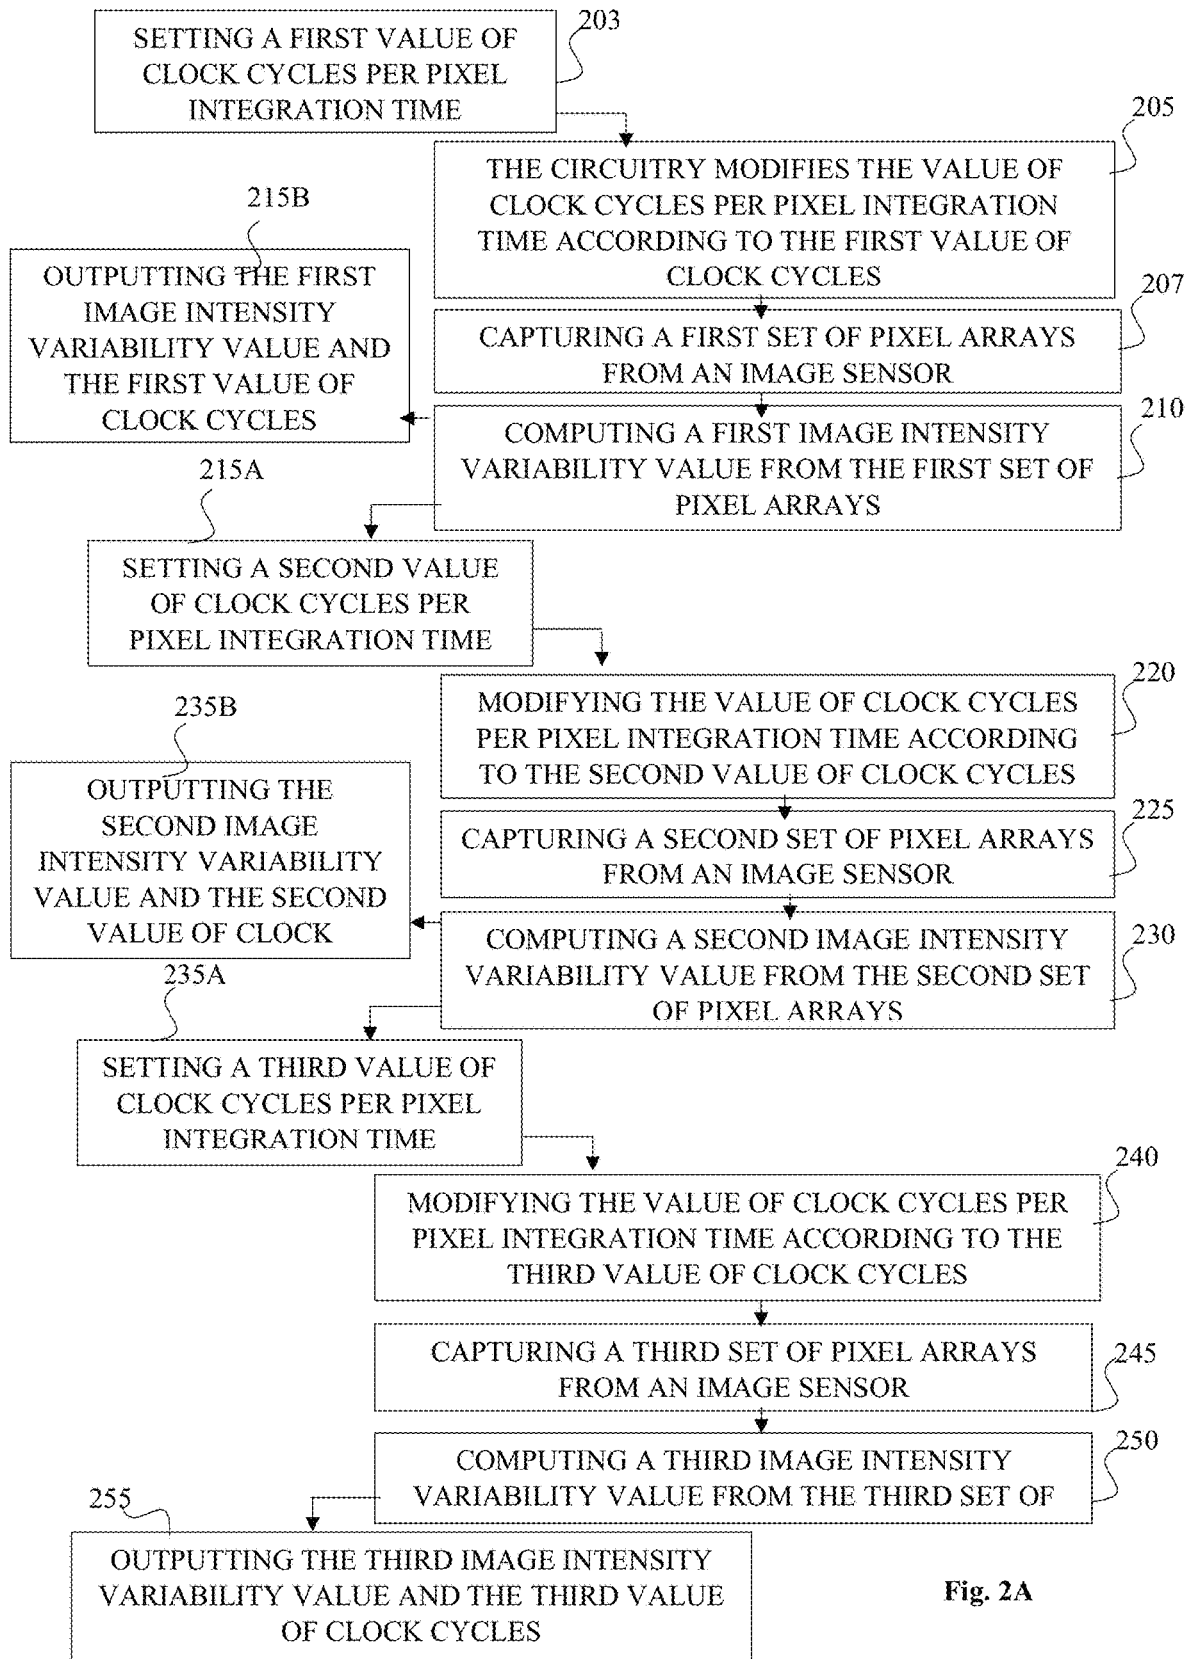 203
SETTING A FIRST VALUE OF
CLOCK CYCLES PER PIXEL
INTEGRATION TIME
205
THE CIRCUITRY MODIFIES THE VALUE OF
CLOCK CYCLES PER PIXEL INTEGRATION
TIME ACCORDING TO THE FIRST VALUE OF
CLOCK CYCLES
215B
OUTPUTTING THE FIRST
IMAGE INTENSITY
VARIABILITY VALUE AND
THE FIRST VALUE OF
CLOCK CYCLES
207
CAPTURING A FIRST SET OF PIXEL ARRAYS
FROM AN IMAGE SENSOR
210
COMPUTING A FIRST IMAGE INTENSITY
VARIABILITY VALUE FROM THE FIRST SET OF
PIXEL ARRAYS
215A
SETTING A SECOND VALUE
OF CLOCK CYCLES PER
PIXEL INTEGRATION TIME
220
MODIFYING THE VALUE OF CLOCK CYCLES
PER PIXEL INTEGRATION TIME ACCORDING
TO THE SECOND VALUE OF CLOCK CYCLES
235B
OUTPUTTING THE
SECOND IMAGE
INTENSITY VARIABILITY
VALUE AND THE SECOND
VALUE OF CLOCK
225
CAPTURING A SECOND SET OF PIXEL ARRAYS
FROM AN IMAGE SENSOR
230
COMPUTING A SECOND IMAGE INTENSITY
VARIABILITY VALUE FROM THE SECOND SET
OF PIXEL ARRAYS
235A
SETTING A THIRD VALUE OF
CLOCK CYCLES PER PIXEL
INTEGRATION TIME
240
MODIFYING THE VALUE OF CLOCK CYCLES PER
PIXEL INTEGRATION TIME ACCORDING TO THE
THIRD VALUE OF CLOCK CYCLES
245
CAPTURING A THIRD SET OF PIXEL ARRAYS
FROM AN IMAGE SENSOR
250
COMPUTING A THIRD IMAGE INTENSITY
VARIABILITY VALUE FROM THE THIRD SET OF
255
OUTPUTTING THE THIRD IMAGE INTENSITY
VARIABILITY VALUE AND THE THIRD VALUE
OF CLOCK CYCLES
Fig. 2A